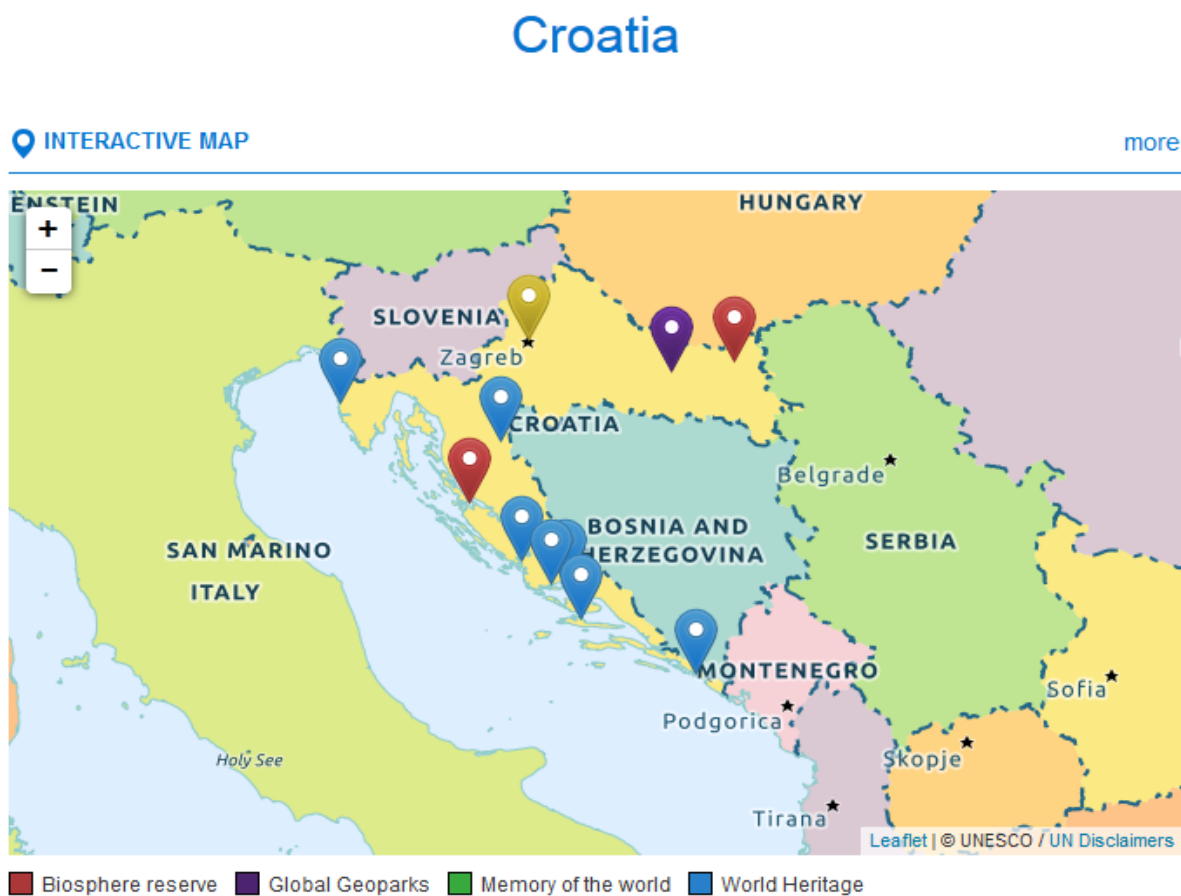 Croatia
INTERACTIVE MAP
more
ENSTEIN
HUNGARY
+
−
SLOVENIA
Zagreb
CROATIA
Belgrade
BOSNIA AND
HERZEGOVINA
SERBIA
SAN MARINO
ITALY
MONTENEGRO
Sofia
Podgorica
Holy See
Skopje
Tirana
Leaflet | © UNESCO / UN Disclaimers
Biosphere reserve Global Geoparks Memory of the world World Heritage